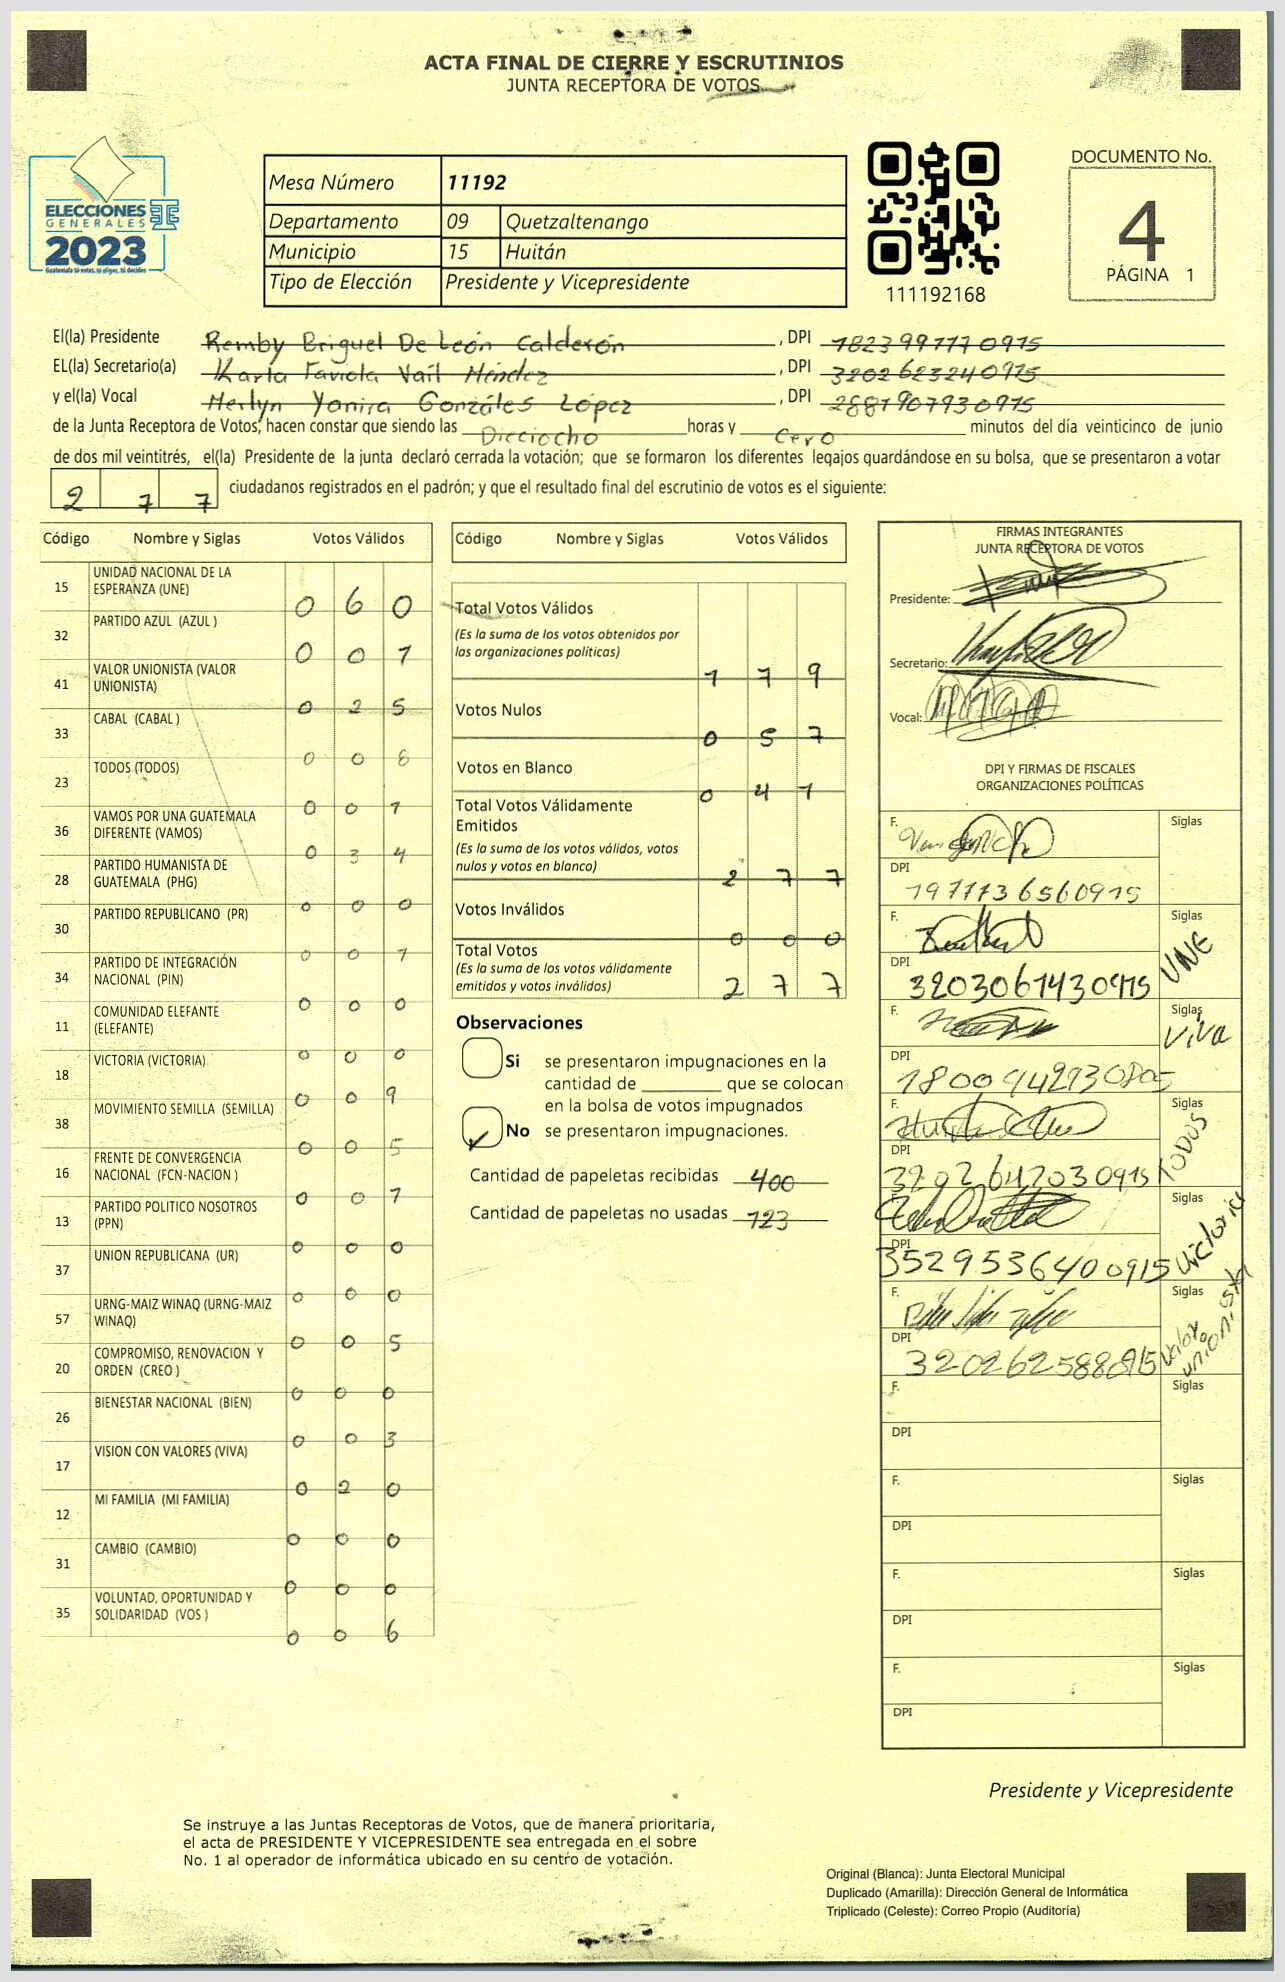 ACTA FINAL DE CIERRE Y ESCRUTINIOS
JUNTA RECEPTORA DE VOTOS
ELECCIONES
GENERALES
2023
Guatemala tú votas, tú eliges, tú decides
Mesa Número 11192
Departamento 09 Quetzaltenango
Municipio 15 Huitán
Tipo de Elección Presidente y Vicepresidente
111192168
DOCUMENTO No.
4
PÁGINA 1
El(la) Presidente Remby Briguel De León Calderón , DPI 1823997770915
EL(la) Secretario(a) Karla Faviola Vail Méndez , DPI 3202623240915
y el(la) Vocal Merlyn Yanira Gonzáles López , DPI 2881907930915
de la Junta Receptora de Votos, hacen constar que siendo las Dieciocho horas y Cero minutos del día veinticinco de junio
de dos mil veintitrés, el(la) Presidente de la junta declaró cerrada la votación; que se formaron los diferentes legajos guardándose en su bolsa, que se presentaron a votar
2 7 7 ciudadanos registrados en el padrón; y que el resultado final del escrutinio de votos es el siguiente:
Código Nombre y Siglas Votos Válidos
15 UNIDAD NACIONAL DE LA ESPERANZA (UNE) 0 6 0
32 PARTIDO AZUL (AZUL ) 0 0 1
41 VALOR UNIONISTA (VALOR UNIONISTA) 0 2 5
33 CABAL (CABAL ) 0 0 8
23 TODOS (TODOS) 0 0 1
36 VAMOS POR UNA GUATEMALA DIFERENTE (VAMOS) 0 3 4
28 PARTIDO HUMANISTA DE GUATEMALA (PHG) 0 0 0
30 PARTIDO REPUBLICANO (PR) 0 0 1
34 PARTIDO DE INTEGRACIÓN NACIONAL (PIN) 0 0 0
11 COMUNIDAD ELEFANTE (ELEFANTE) 0 0 0
18 VICTORIA (VICTORIA) 0 0 9
38 MOVIMIENTO SEMILLA (SEMILLA) 0 0 5
16 FRENTE DE CONVERGENCIA NACIONAL (FCN-NACION ) 0 0 1
13 PARTIDO POLITICO NOSOTROS (PPN) 0 0 0
37 UNION REPUBLICANA (UR) 0 0 0
57 URNG-MAIZ WINAQ (URNG-MAIZ WINAQ) 0 0 5
20 COMPROMISO, RENOVACION Y ORDEN (CREO ) 0 0 0
26 BIENESTAR NACIONAL (BIEN) 0 0 3
17 VISION CON VALORES (VIVA) 0 2 0
12 MI FAMILIA (MI FAMILIA) 0 0 0
31 CAMBIO (CAMBIO) 0 0 0
35 VOLUNTAD, OPORTUNIDAD Y SOLIDARIDAD (VOS ) 0 0 6
Código Nombre y Siglas Votos Válidos
Total Votos Válidos
(Es la suma de los votos obtenidos por
las organizaciones políticas)
1 7 9
Votos Nulos 0 5 7
Votos en Blanco 0 4 1
Total Votos Válidamente
Emitidos
(Es la suma de los votos válidos, votos
nulos y votos en blanco)
2 7 7
Votos Inválidos 0 0 0
Total Votos
(Es la suma de los votos válidamente
emitidos y votos inválidos)
2 7 7
Observaciones
Si se presentaron impugnaciones en la
cantidad de ________ que se colocan
en la bolsa de votos impugnados
No se presentaron impugnaciones.
Cantidad de papeletas recibidas 400
Cantidad de papeletas no usadas 123
FIRMAS INTEGRANTES
JUNTA RECEPTORA DE VOTOS
Presidente:
Secretario:
Vocal:
DPI Y FIRMAS DE FISCALES
ORGANIZACIONES POLÍTICAS
F. Siglas
DPI 1977736560915
F. Siglas UNE
DPI 3203067430915
F. Siglas Viva
DPI 1800942930805
F. Siglas TODOS
DPI 3202642030915
F. Siglas Victoria
DPI 3529536400915
F. Siglas Valor unionista
DPI 3202625880915
F. Siglas
DPI
F. Siglas
DPI
F. Siglas
DPI
F. Siglas
DPI
Presidente y Vicepresidente
Se instruye a las Juntas Receptoras de Votos, que de manera prioritaria,
el acta de PRESIDENTE Y VICEPRESIDENTE sea entregada en el sobre
No. 1 al operador de informática ubicado en su centro de votación.
Original (Blanca): Junta Electoral Municipal
Duplicado (Amarilla): Dirección General de Informática
Triplicado (Celeste): Correo Propio (Auditoría)